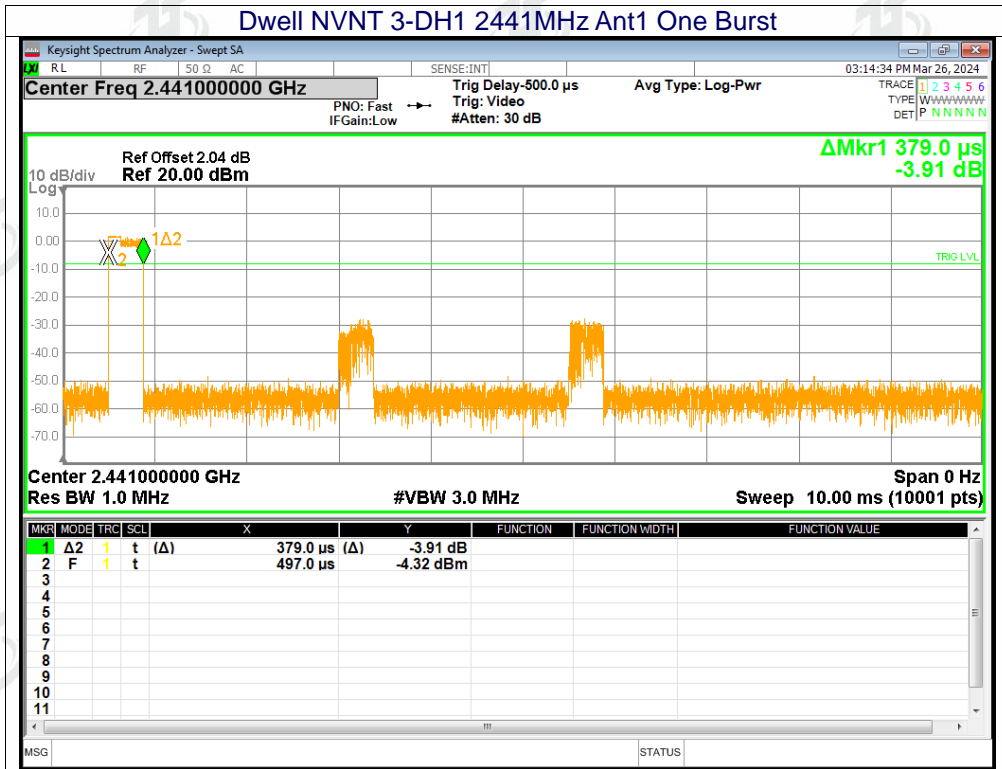 Dwell NVNT 3-DH1 2441MHz Ant1 One Burst
Keysight Spectrum Analyzer - Swept SA
LXI RL RF 50 Ω AC SENSE:INT 03:14:34 PM Mar 26, 2024
Center Freq 2.441000000 GHz
PNO: Fast
IFGain:Low
Trig Delay-500.0 µs
Trig: Video
#Atten: 30 dB
Avg Type: Log-Pwr
TRACE 1 2 3 4 5 6
TYPE WWWWWWW
DET P N N N N N
ΔMkr1 379.0 µs
-3.91 dB
Ref Offset 2.04 dB
10 dB/div Ref 20.00 dBm
Log
10.0
0.00
-10.0
-20.0
-30.0
-40.0
-50.0
-60.0
-70.0
1Δ2
2
TRIG LVL
Center 2.441000000 GHz Span 0 Hz
Res BW 1.0 MHz #VBW 3.0 MHz Sweep 10.00 ms (10001 pts)
MKR MODE TRC SCL X Y FUNCTION FUNCTION WIDTH FUNCTION VALUE
1 Δ2 1 t (Δ) 379.0 µs (Δ) -3.91 dB
2 F 1 t 497.0 µs -4.32 dBm
3
4
5
6
7
8
9
10
11
MSG STATUS